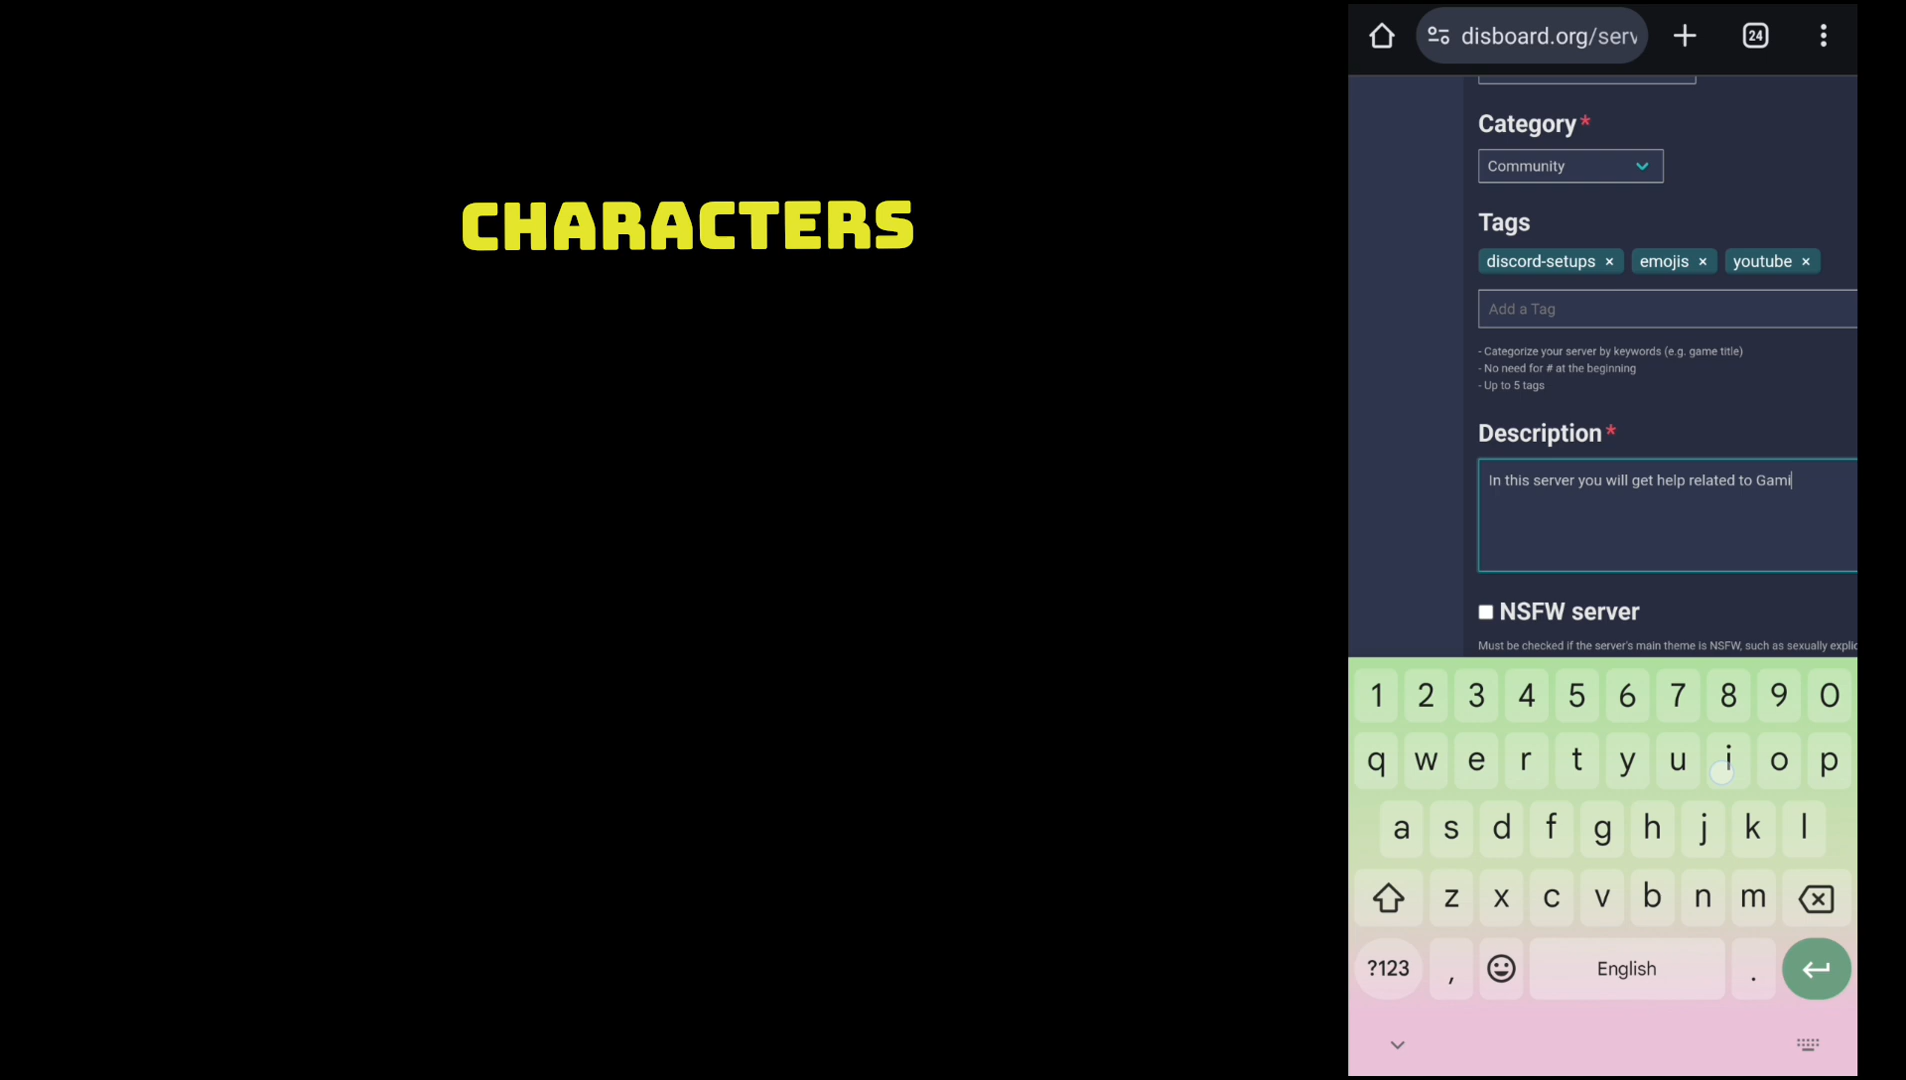 CHARACTERS
disboard.org/serv
24
Category *
Community
Tags
discord-setups × emojis × youtube ×
Add a Tag
- Categorize your server by keywords (e.g. game title)
- No need for # at the beginning
- Up to 5 tags
Description *
In this server you will get help related to Gami
NSFW server
Must be checked if the server's main theme is NSFW, such as sexually explic
1 2 3 4 5 6 7 8 9 0
q w e r t y u i o p
a s d f g h j k l
z x c v b n m
?123 , English .